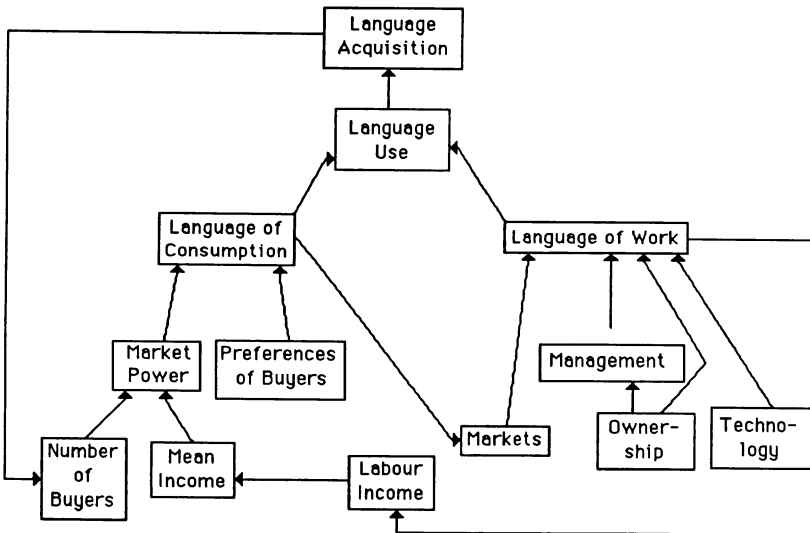 Language
Acquisition
Language
Use
Language of
Consumption
Language of Work
Market
Power
Preferences
of Buyers
Management
Number
of
Buyers
Mean
Income
Labour
Income
Markets
Owner-
ship
Techno-
logy